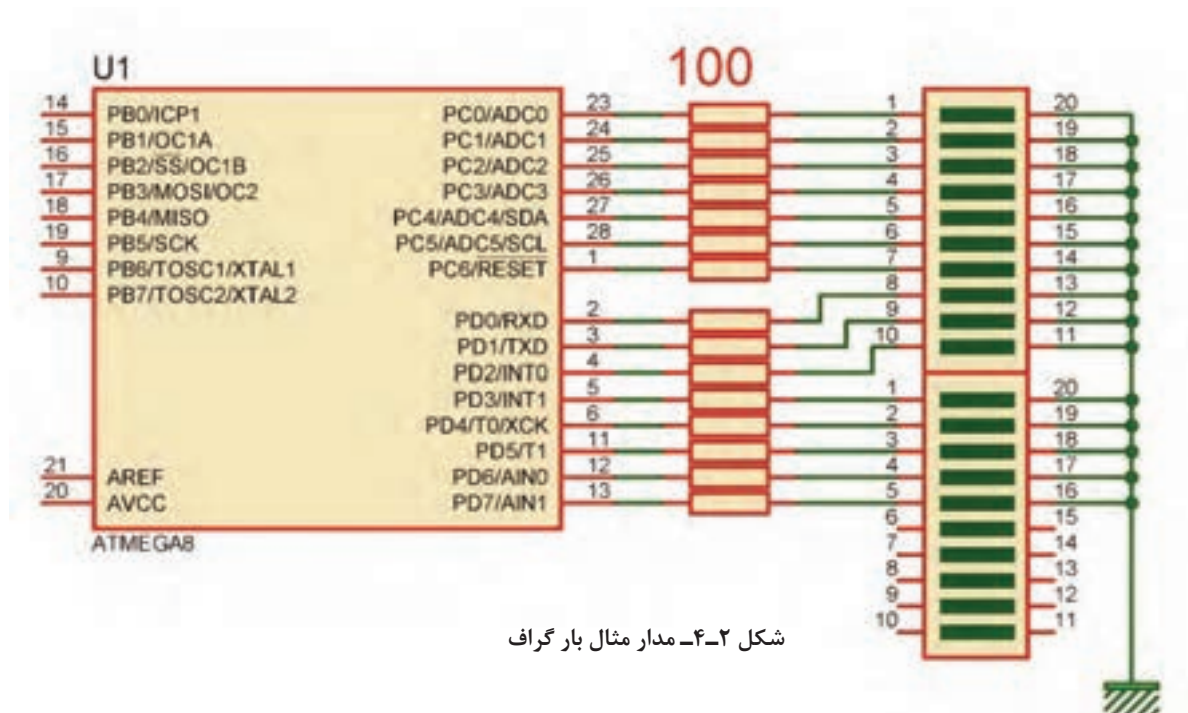 U1
100
14 PB0/ICP1
15 PB1/OC1A
16 PB2/SS/OC1B
17 PB3/MOSI/OC2
18 PB4/MISO
19 PB5/SCK
9 PB6/TOSC1/XTAL1
10 PB7/TOSC2/XTAL2
21 AREF
20 AVCC
PC0/ADC0 23
PC1/ADC1 24
PC2/ADC2 25
PC3/ADC3 26
PC4/ADC4/SDA 27
PC5/ADC5/SCL 28
PC6/RESET 1
PD0/RXD 2
PD1/TXD 3
PD2/INT0 4
PD3/INT1 5
PD4/T0/XCK 6
PD5/T1 11
PD6/AIN0 12
PD7/AIN1 13
ATMEGA8
1 20
2 19
3 18
4 17
5 16
6 15
7 14
8 13
9 12
10 11
1 20
2 19
3 18
4 17
5 16
6 15
7 14
8 13
9 12
10 11
شکل ۲ـ۴ـ مدار مثال بار گراف